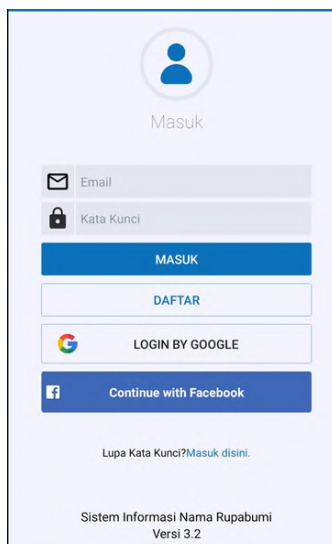 Masuk
Email
Kata Kunci
MASUK
DAFTAR
LOGIN BY GOOGLE
Continue with Facebook
Lupa Kata Kunci?Masuk disini.
Sistem Informasi Nama Rupabumi
Versi 3.2